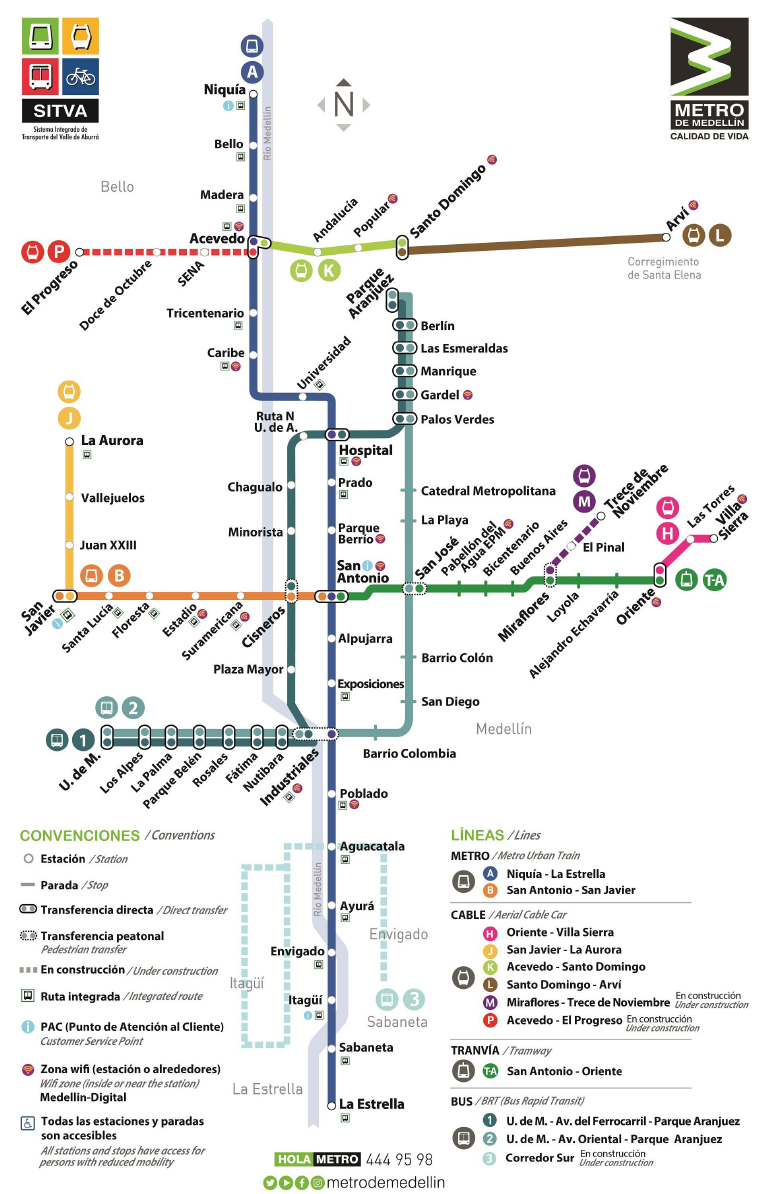 SITVA
Sistema Integrado de
Transporte del Valle de Aburrá
METRO
DE MEDELLÍN
CALIDAD DE VIDA
N
A
Niquía
Río Medellín
Bello
Bello
Madera
Acevedo
P
El Progreso
Doce de Octubre
SENA
Andalucía
Popular
Santo Domingo
K
Arví
L
Corregimiento
de Santa Elena
Tricentenario
Caribe
Universidad
Parque
Aranjuez
Berlín
Las Esmeraldas
Manrique
Gardel
Palos Verdes
Ruta N
U. de A.
Hospital
J
La Aurora
Vallejuelos
Juan XXIII
Chagualo
Minorista
Prado
Parque
Berrio
San
Antonio
Catedral Metropolitana
La Playa
San José
Pabellón del
Agua EPM
Bicentenario
Buenos Aires
M
Trece de
Noviembre
El Pinal
H
Las Torres
Villa
Sierra
B
San
Javier
Santa Lucía
Floresta
Estadio
Suramericana
Cisneros
Miraflores
Loyola
Alejandro Echavarría
Oriente
T-A
Alpujarra
Plaza Mayor
Exposiciones
Barrio Colón
San Diego
Medellín
Barrio Colombia
2
1
U. de M.
Los Alpes
La Palma
Parque Belén
Rosales
Fátima
Nutibara
Industriales
Poblado
Aguacatala
Río Medellín
Ayurá
Envigado
Envigado
Itagüí
Itagüí
3
Sabaneta
Sabaneta
La Estrella
La Estrella
CONVENCIONES / Conventions
Estación / Station
Parada / Stop
Transferencia directa / Direct transfer
Transferencia peatonal
Pedestrian transfer
En construcción / Under construction
Ruta integrada / Integrated route
i PAC (Punto de Atención al Cliente)
Customer Service Point
Zona wifi (estación o alrededores)
Wifi zone (inside or near the station)
Medellin-Digital
Todas las estaciones y paradas
son accesibles
All stations and stops have access for
persons with reduced mobility
LÍNEAS / Lines
METRO / Metro Urban Train
A Niquía - La Estrella
B San Antonio - San Javier
CABLE / Aerial Cable Car
H Oriente - Villa Sierra
J San Javier - La Aurora
K Acevedo - Santo Domingo
L Santo Domingo - Arví
M Miraflores - Trece de Noviembre En construcción
Under construction
P Acevedo - El Progreso En construcción
Under construction
TRANVÍA / Tramway
T-A San Antonio - Oriente
BUS / BRT (Bus Rapid Transit)
1 U. de M. - Av. del Ferrocarril - Parque Aranjuez
2 U. de M. - Av. Oriental - Parque Aranjuez
3 Corredor Sur En construcción
Under construction
HOLA METRO 444 95 98
metrodemedellin